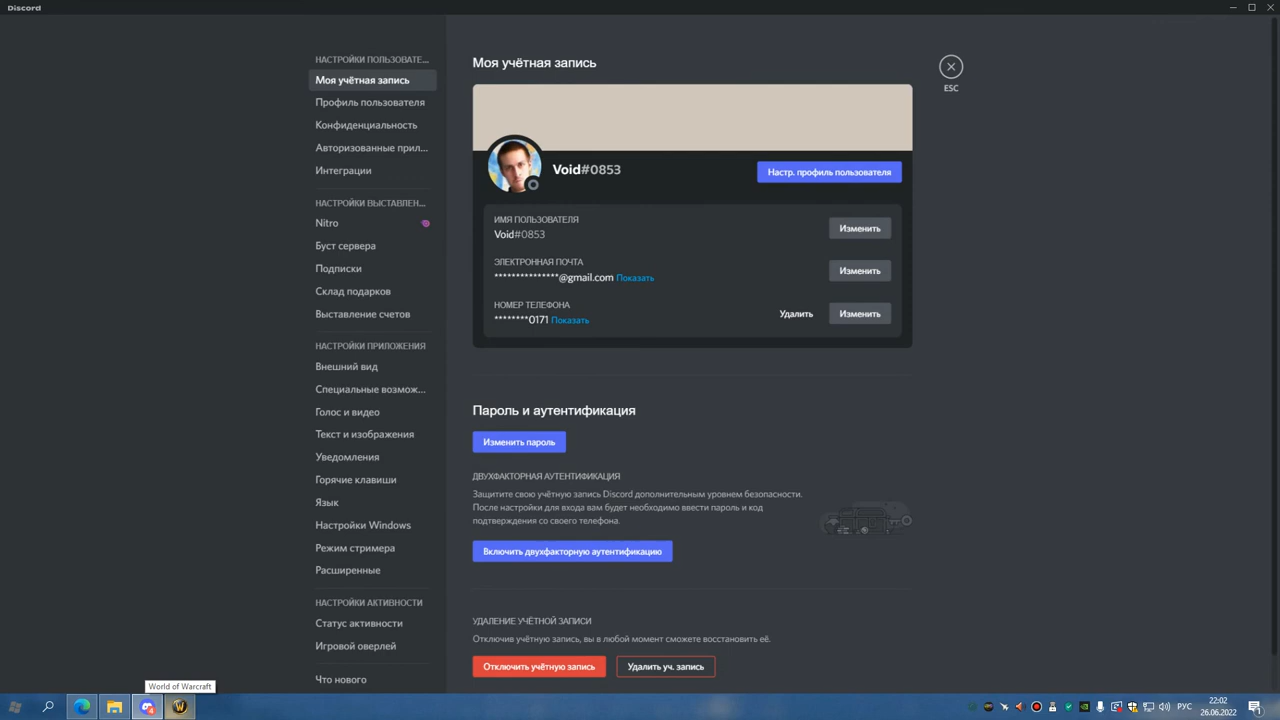 Discord
НАСТРОЙКИ ПОЛЬЗОВАТЕ...
Моя учётная запись
Профиль пользователя
Конфиденциальность
Авторизованные прил...
Интеграции
НАСТРОЙКИ ВЫСТАВЛЕН...
Nitro
Буст сервера
Подписки
Склад подарков
Выставление счетов
НАСТРОЙКИ ПРИЛОЖЕНИЯ
Внешний вид
Специальные возмож...
Голос и видео
Текст и изображения
Уведомления
Горячие клавиши
Язык
Настройки Windows
Режим стримера
Расширенные
НАСТРОЙКИ АКТИВНОСТИ
Статус активности
Игровой оверлей
Что нового
Моя учётная запись
ESC
Void#0853
Настр. профиль пользователя
ИМЯ ПОЛЬЗОВАТЕЛЯ
Void#0853
Изменить
ЭЛЕКТРОННАЯ ПОЧТА
***************@gmail.com Показать
Изменить
НОМЕР ТЕЛЕФОНА
********0171 Показать
Удалить
Изменить
Пароль и аутентификация
Изменить пароль
ДВУХФАКТОРНАЯ АУТЕНТИФИКАЦИЯ
Защитите свою учётную запись Discord дополнительным уровнем безопасности.
После настройки для входа вам будет необходимо ввести пароль и код
подтверждения со своего телефона.
Включить двухфакторную аутентификацию
УДАЛЕНИЕ УЧЁТНОЙ ЗАПИСИ
Отключив учётную запись, вы в любой момент сможете восстановить её.
Отключить учётную запись
Удалить уч. запись
World of Warcraft
РУС
22:02
26.06.2022